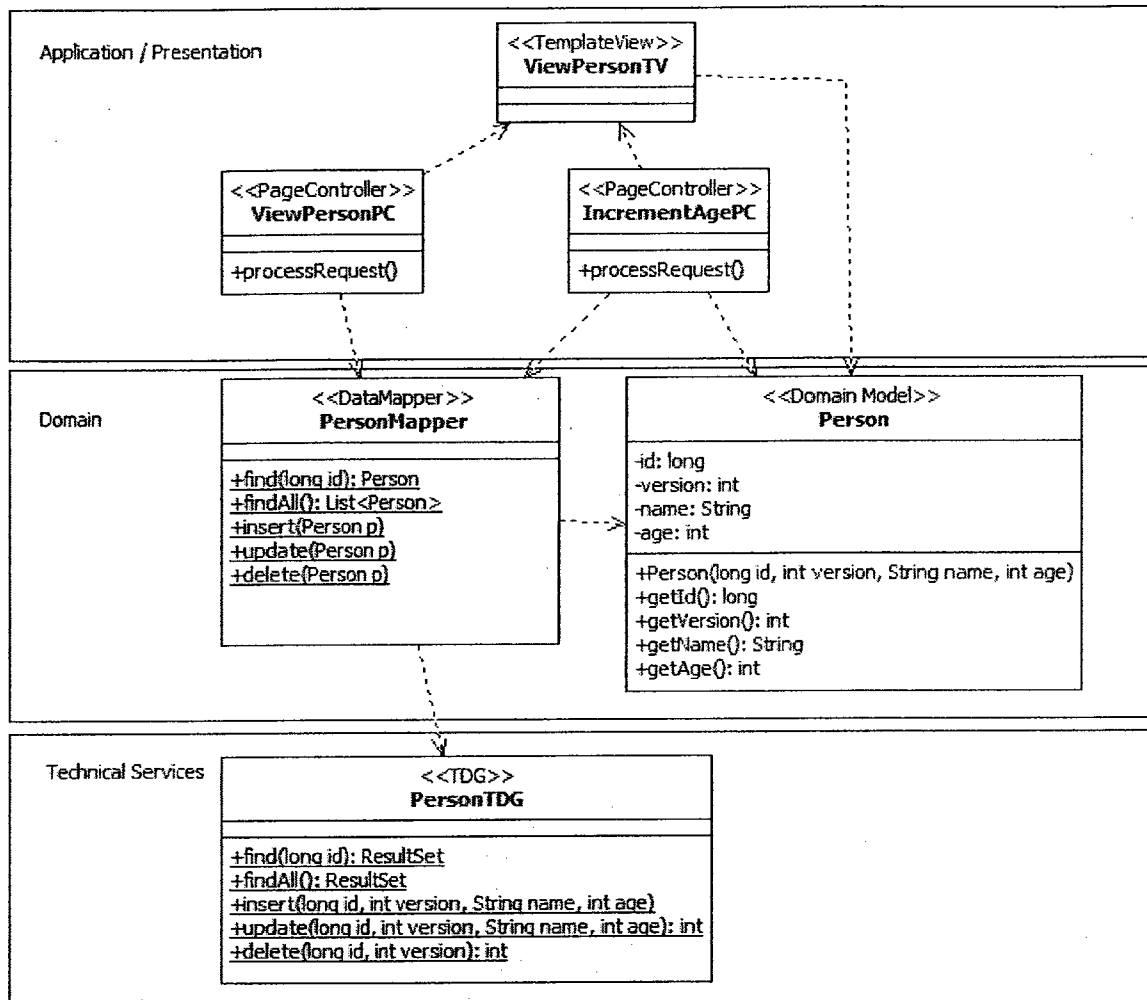 Application / Presentation
<<TemplateView>>
ViewPersonTV
<<PageController>>
ViewPersonPC
+processRequest()
<<PageController>>
IncrementAgePC
+processRequest()
Domain
<<DataMapper>>
PersonMapper
+find(long id): Person
+findAll(): List<Person>
+insert(Person p)
+update(Person p)
+delete(Person p)
<<Domain Model>>
Person
-id: long
-version: int
-name: String
-age: int
+Person(long id, int version, String name, int age)
+getId(): long
+getVersion(): int
+getName(): String
+getAge(): int
Technical Services
<<TDG>>
PersonTDG
+find(long id): ResultSet
+findAll(): ResultSet
+insert(long id, int version, String name, int age)
+update(long id, int version, String name, int age): int
+delete(long id, int version): int